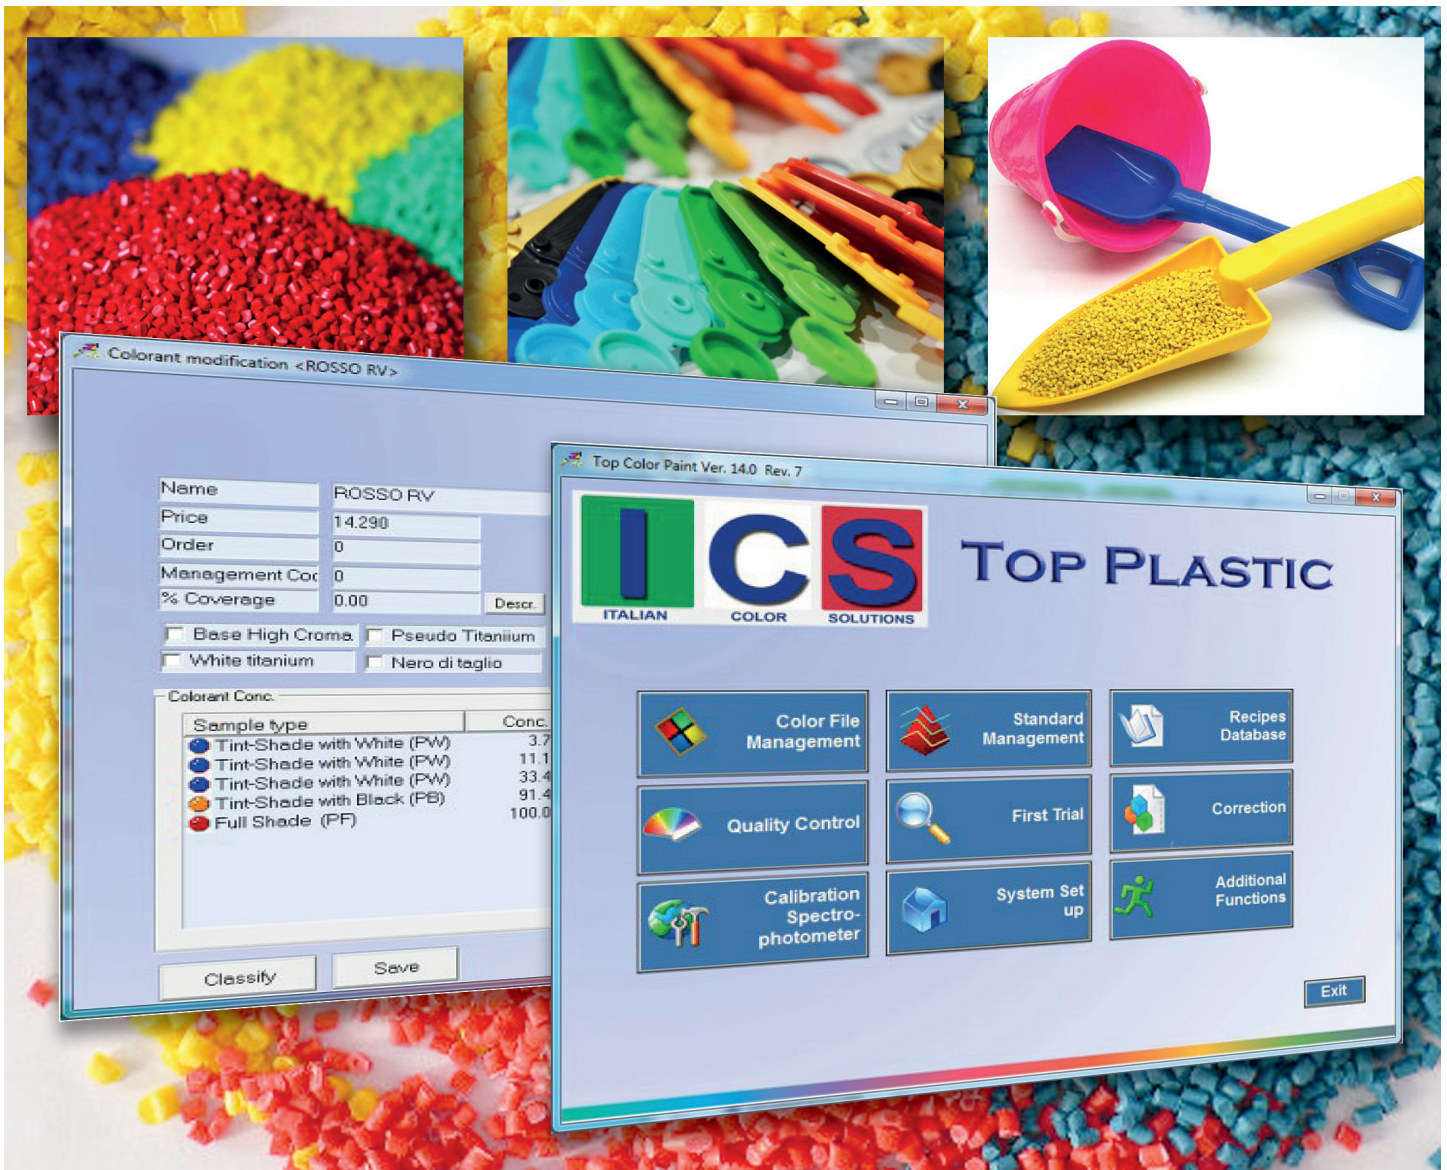 Colorant modification <ROSSO RV>
Name
ROSSO RV
Price
14.290
Order
0
Management Coc
0
% Coverage
0.00
Descr.
Base High Croma
Pseudo Titaniium
White titanium
Nero di taglio
Colorant Conc.
Sample type
Conc.
Tint-Shade with White (PW)
3.7
Tint-Shade with White (PW)
11.1
Tint-Shade with White (PW)
33.4
Tint-Shade with Black (PB)
91.4
Full Shade (PF)
100.0
Classify
Save
Top Color Paint Ver. 14.0 Rev. 7
I C S
ITALIAN COLOR SOLUTIONS
TOP PLASTIC
Color File
Management
Standard
Management
Recipes
Database
Quality Control
First Trial
Correction
Calibration
Spectro-
photometer
System Set
up
Additional
Functions
Exit